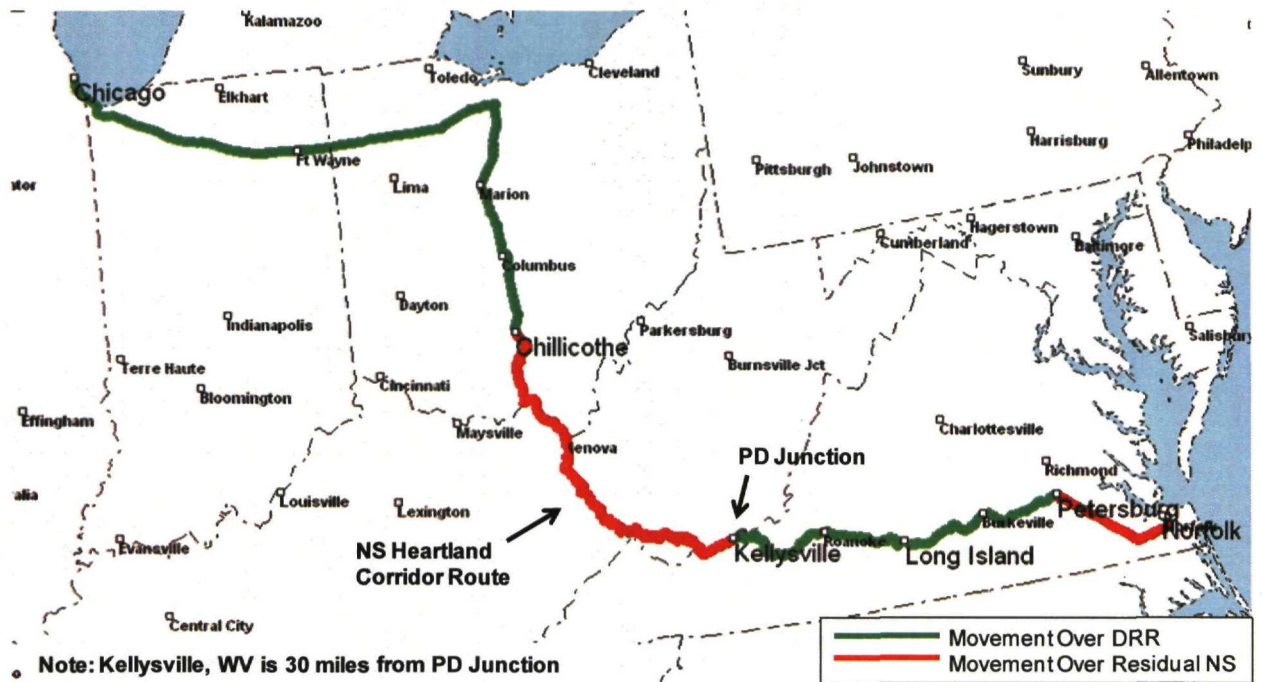 Kalamazoo
Toledo
Cleveland
Sunbury
Allentown
Chicago
Elkhart
Harrisburg
Philadelp
Ft Wayne
Pittsburgh
Johnstown
Lima
Marion
Hagerstown
Cumberland
Baltimore
Columbus
Dayton
Indianapolis
Parkersburg
Salisbury
Chillicothe
Terre Haute
Burnsville Jct
Cincinnati
Bloomington
Effingham
Maysville
Charlottesville
Kenova
PD Junction
Richmond
alia
Louisville
Lexington
Petersburg
Burkeville
Norfolk
Evansville
NS Heartland
Corridor Route
Kellysville
Roanoke
Long Island
Central City
Movement Over DRR
Movement Over Residual NS
Note: Kellysville, WV is 30 miles from PD Junction